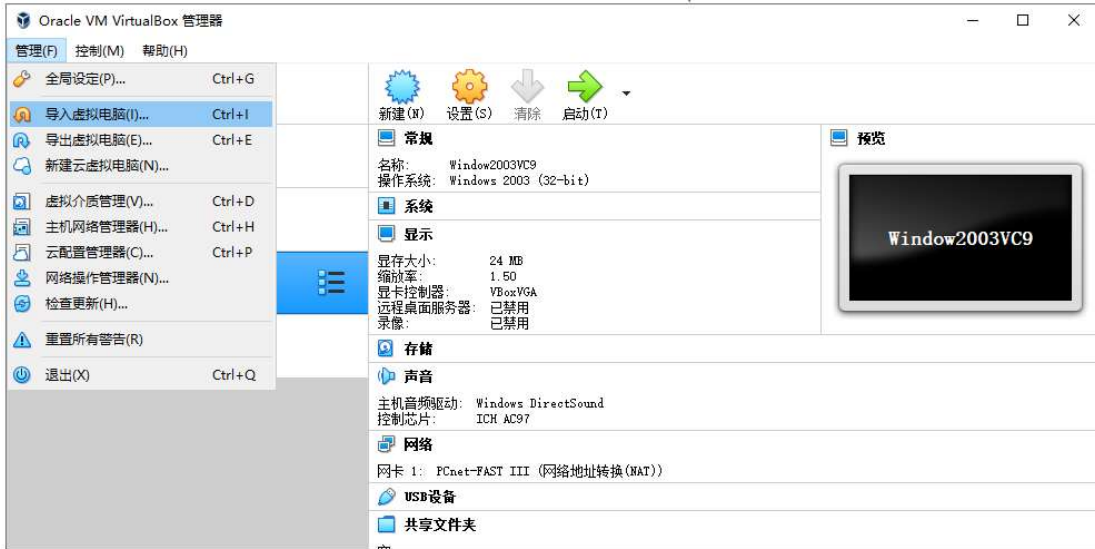 Oracle VM VirtualBox 管理器
管理(F) 控制(M) 帮助(H)
全局设定(P)... Ctrl+G
导入虚拟电脑(I)... Ctrl+I
导出虚拟电脑(E)... Ctrl+E
新建云虚拟电脑(N)...
虚拟介质管理(V)... Ctrl+D
主机网络管理器(H)... Ctrl+H
云配置管理器(C)... Ctrl+P
网络操作管理器(N)...
检查更新(H)...
重置所有警告(R)
退出(X) Ctrl+Q
新建(N) 设置(S) 清除 启动(T)
常规
名称: Window2003VC9
操作系统: Windows 2003 (32-bit)
系统
显示
显存大小: 24 MB
缩放率: 1.50
显卡控制器: VBoxVGA
远程桌面服务器: 已禁用
录像: 已禁用
存储
声音
主机音频驱动: Windows DirectSound
控制芯片: ICH AC97
网络
网卡 1: PCnet-FAST III (网络地址转换(NAT))
USB设备
共享文件夹
预览
Window2003VC9